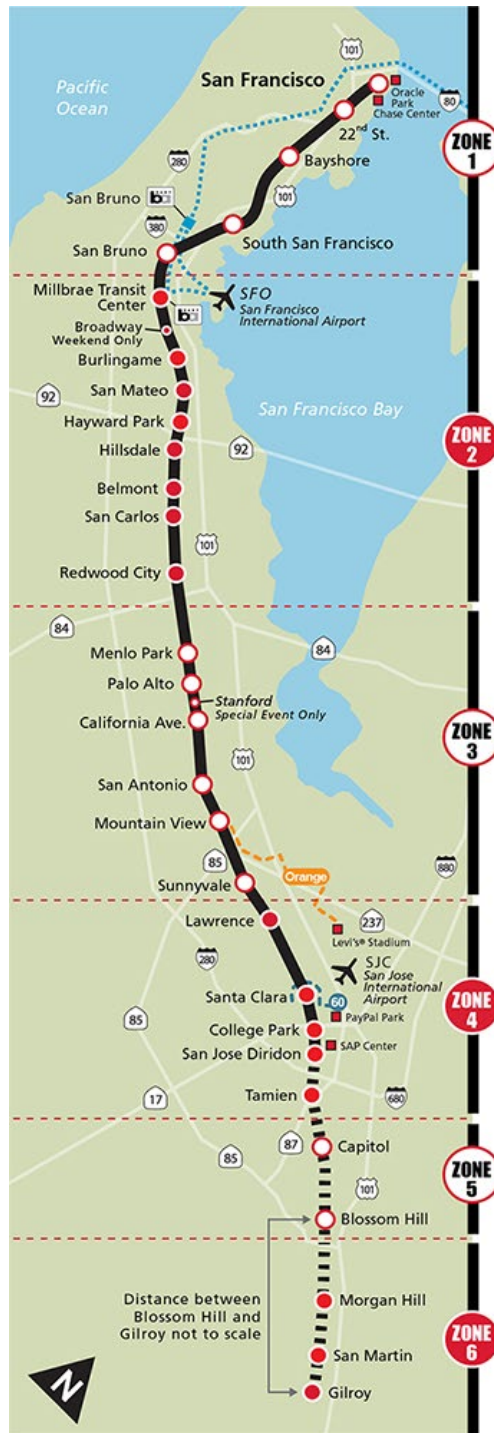 101
Pacific
Ocean
San Francisco
Oracle
Park
Chase Center
80
22nd St.
ZONE
1
280
Bayshore
San Bruno
101
380
South San Francisco
San Bruno
Millbrae Transit
Center
SFO
San Francisco
International Airport
Broadway
Weekend Only
Burlingame
San Mateo
92
San Francisco Bay
Hayward Park
ZONE
2
Hillsdale
92
Belmont
San Carlos
101
Redwood City
84
84
Menlo Park
Palo Alto
Stanford
Special Event Only
California Ave.
ZONE
3
101
San Antonio
Mountain View
85
880
Orange
Sunnyvale
237
Lawrence
Levi's® Stadium
280
SJC
San Jose
International
Airport
Santa Clara
60
ZONE
4
PayPal Park
85
College Park
SAP Center
San Jose Diridon
17
Tamien
680
87
Capitol
85
ZONE
5
101
Blossom Hill
Distance between
Blossom Hill and
Gilroy not to scale
Morgan Hill
ZONE
6
San Martin
N
Gilroy